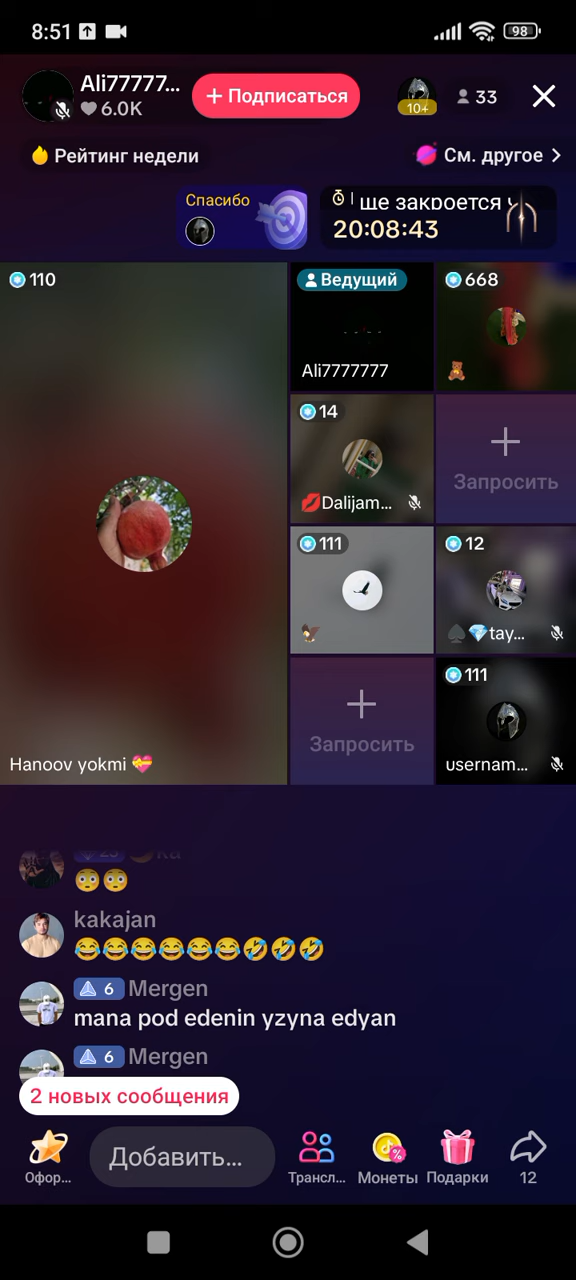 8:51
98
Ali77777...
6.0K
+ Подписаться
10+
33
Рейтинг недели
См. другое
Спасибо
ще закроется
20:08:43
110
Ведущий
668
Ali7777777
14
Dalijam...
Запросить
111
12
tay...
111
Запросить
usernam...
Hanoov yokmi 💝
😳😳
kakajan
😂😂😂😂😂😂🤣🤣🤣
6 Mergen
mana pod edenin yzyna edyan
6 Mergen
2 новых сообщения
Добавить...
Офор...
Трансл...
Монеты
Подарки
12